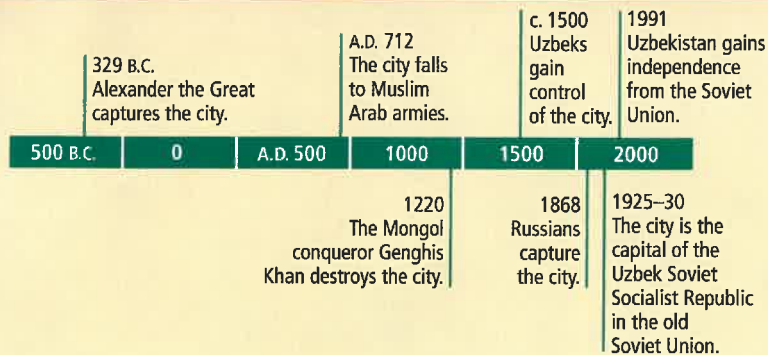 329 B.C.
Alexander the Great
captures the city.
A.D. 712
The city falls
to Muslim
Arab armies.
c. 1500
Uzbeks
gain
control
of the city.
1991
Uzbekistan gains
independence
from the Soviet
Union.
500 B.C.
0
A.D. 500
1000
1500
2000
1220
The Mongol
conqueror Genghis
Khan destroys the city.
1868
Russians
capture
the city.
1925–30
The city is the
capital of the
Uzbek Soviet
Socialist Republic
in the old
Soviet Union.